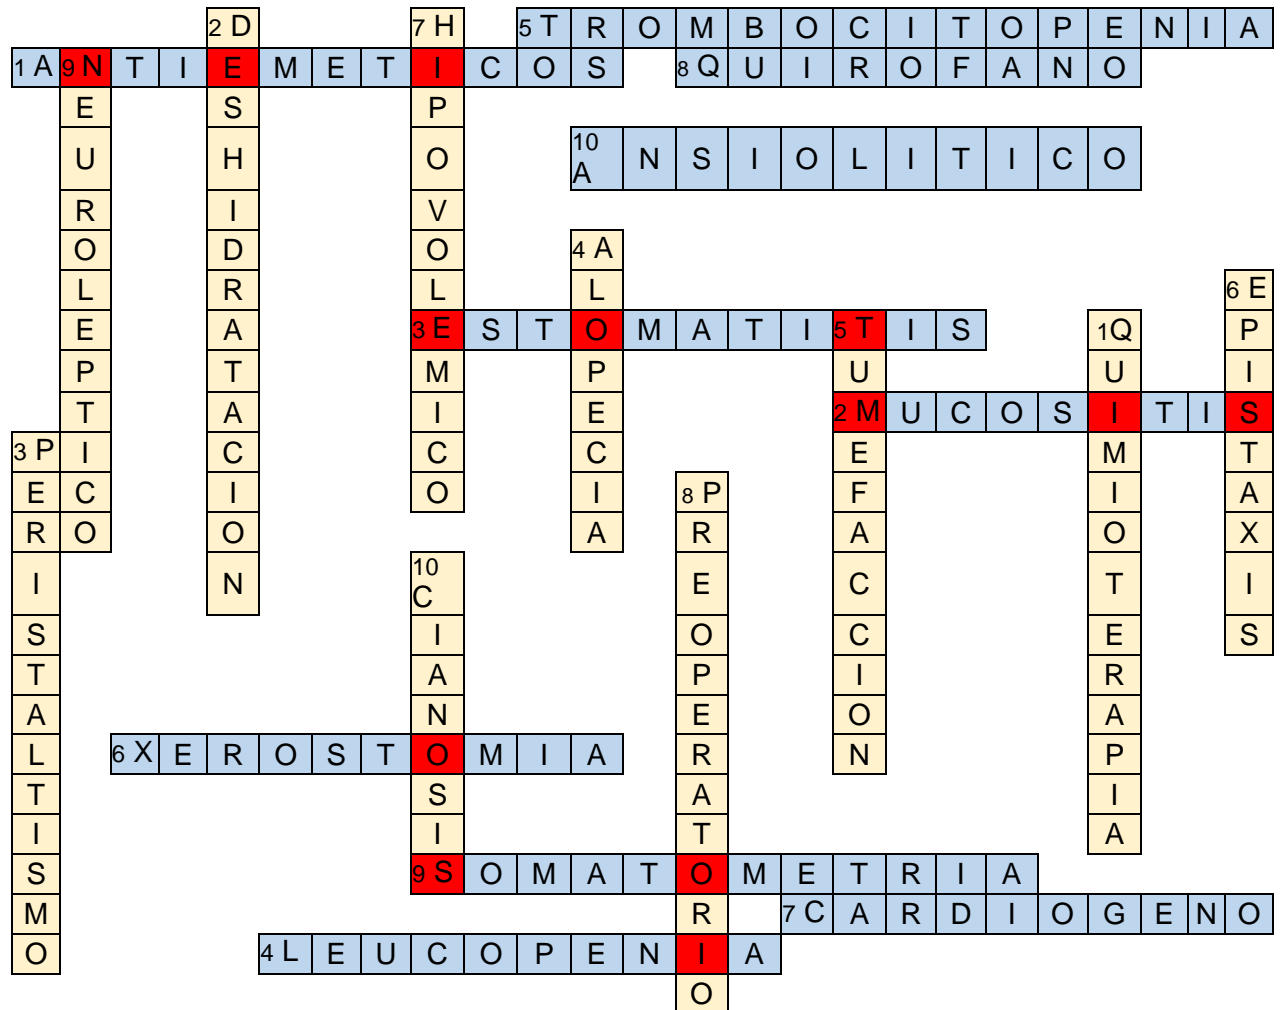 2 DESHIDRATACION
7 HIPOVOLEMICO
5 TROMBOCITOPENIA
1 ANTIEMETICOS
9 NEUROLEPTICO
8 QUIROFANO
10 ANSIOLITICO
4 ALOPECIA
6 EPISTAXIS
3 ESTOMATITIS
5 TUMEFACCION
1 QUIMIOTERAPIA
2 MUCOSITIS
3 PERISTALTISMO
8 PREOPERATORIO
10 CIANOSIS
6 XEROSTOMIA
9 SOMATOMETRIA
7 CARDIOGENO
4 LEUCOPENIA